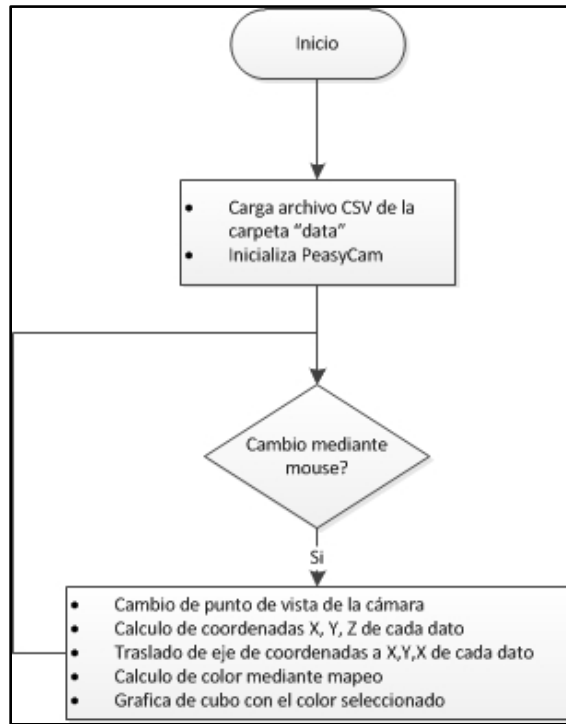 Inicio
• Carga archivo CSV de la
carpeta “data”
• Inicializa PeasyCam
Cambio mediante
mouse?
Si
• Cambio de punto de vista de la cámara
• Calculo de coordenadas X, Y, Z de cada dato
• Traslado de eje de coordenadas a X,Y,X de cada dato
• Calculo de color mediante mapeo
• Grafica de cubo con el color seleccionado